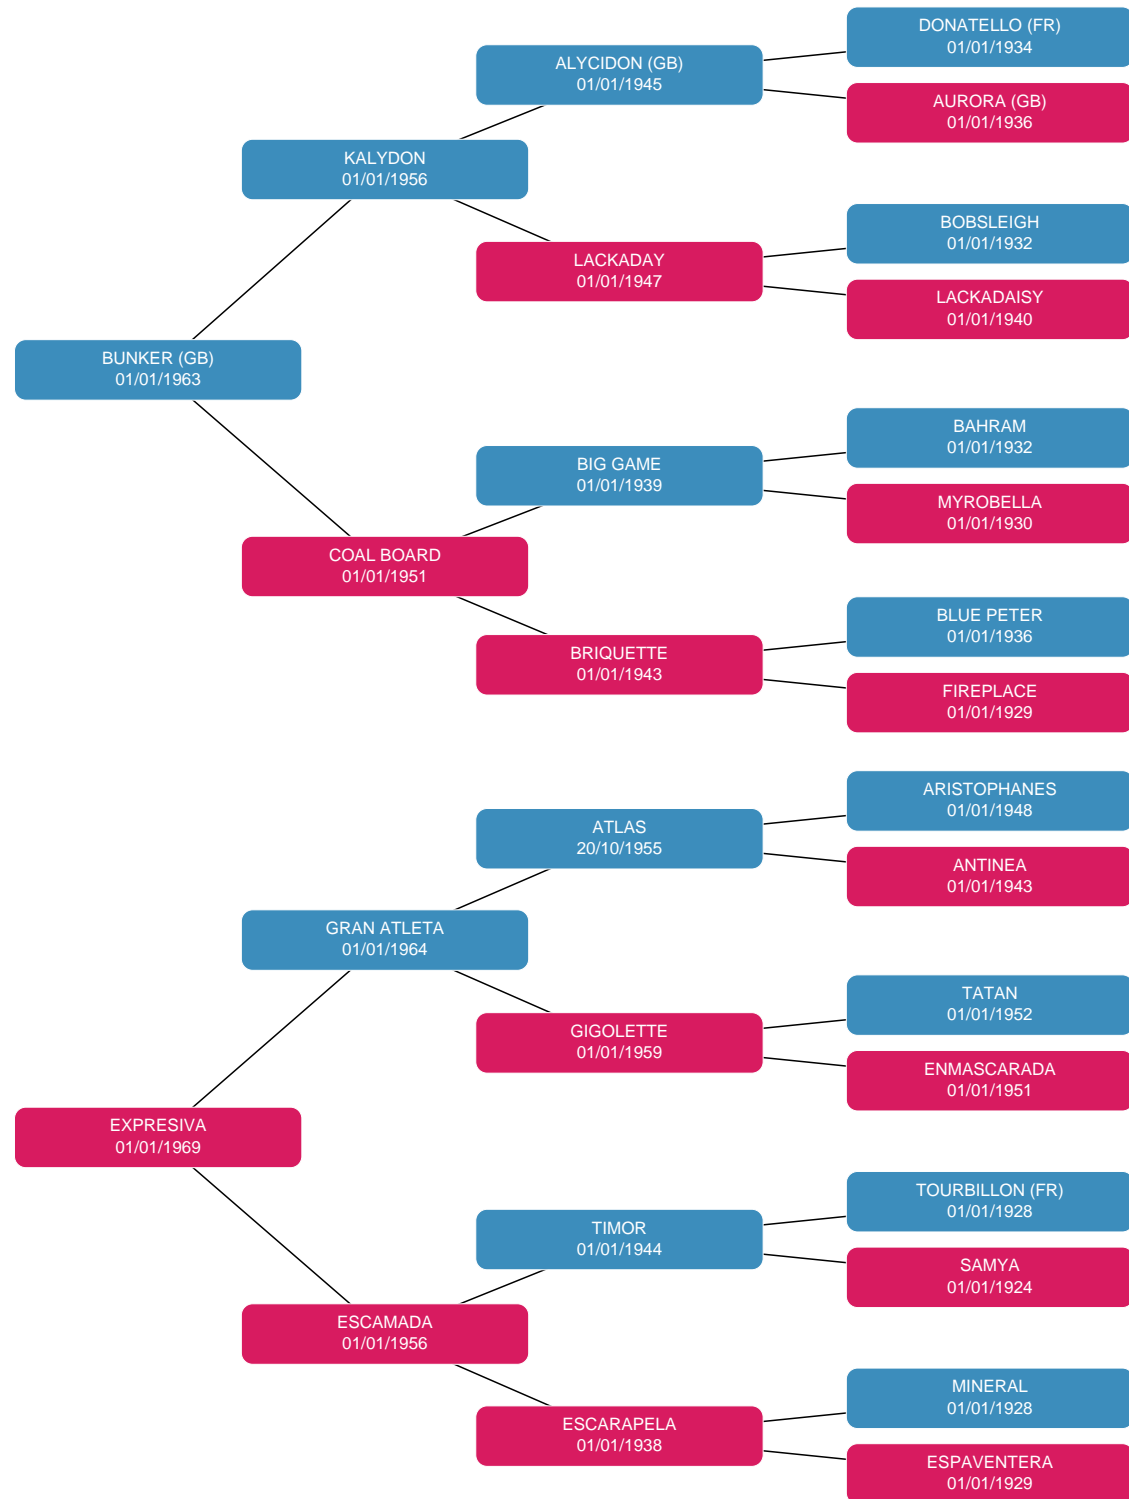 DONATELLO (FR)
01/01/1934
ALYCIDON (GB)
01/01/1945
AURORA (GB)
01/01/1936
KALYDON
01/01/1956
BOBSLEIGH
01/01/1932
LACKADAY
01/01/1947
LACKADAISY
01/01/1940
BUNKER (GB)
01/01/1963
BAHRAM
01/01/1932
BIG GAME
01/01/1939
MYROBELLA
01/01/1930
COAL BOARD
01/01/1951
BLUE PETER
01/01/1936
BRIQUETTE
01/01/1943
FIREPLACE
01/01/1929
ARISTOPHANES
01/01/1948
ATLAS
20/10/1955
ANTINEA
01/01/1943
GRAN ATLETA
01/01/1964
TATAN
01/01/1952
GIGOLETTE
01/01/1959
ENMASCARADA
01/01/1951
EXPRESIVA
01/01/1969
TOURBILLON (FR)
01/01/1928
TIMOR
01/01/1944
SAMYA
01/01/1924
ESCAMADA
01/01/1956
MINERAL
01/01/1928
ESCARAPELA
01/01/1938
ESPAVENTERA
01/01/1929